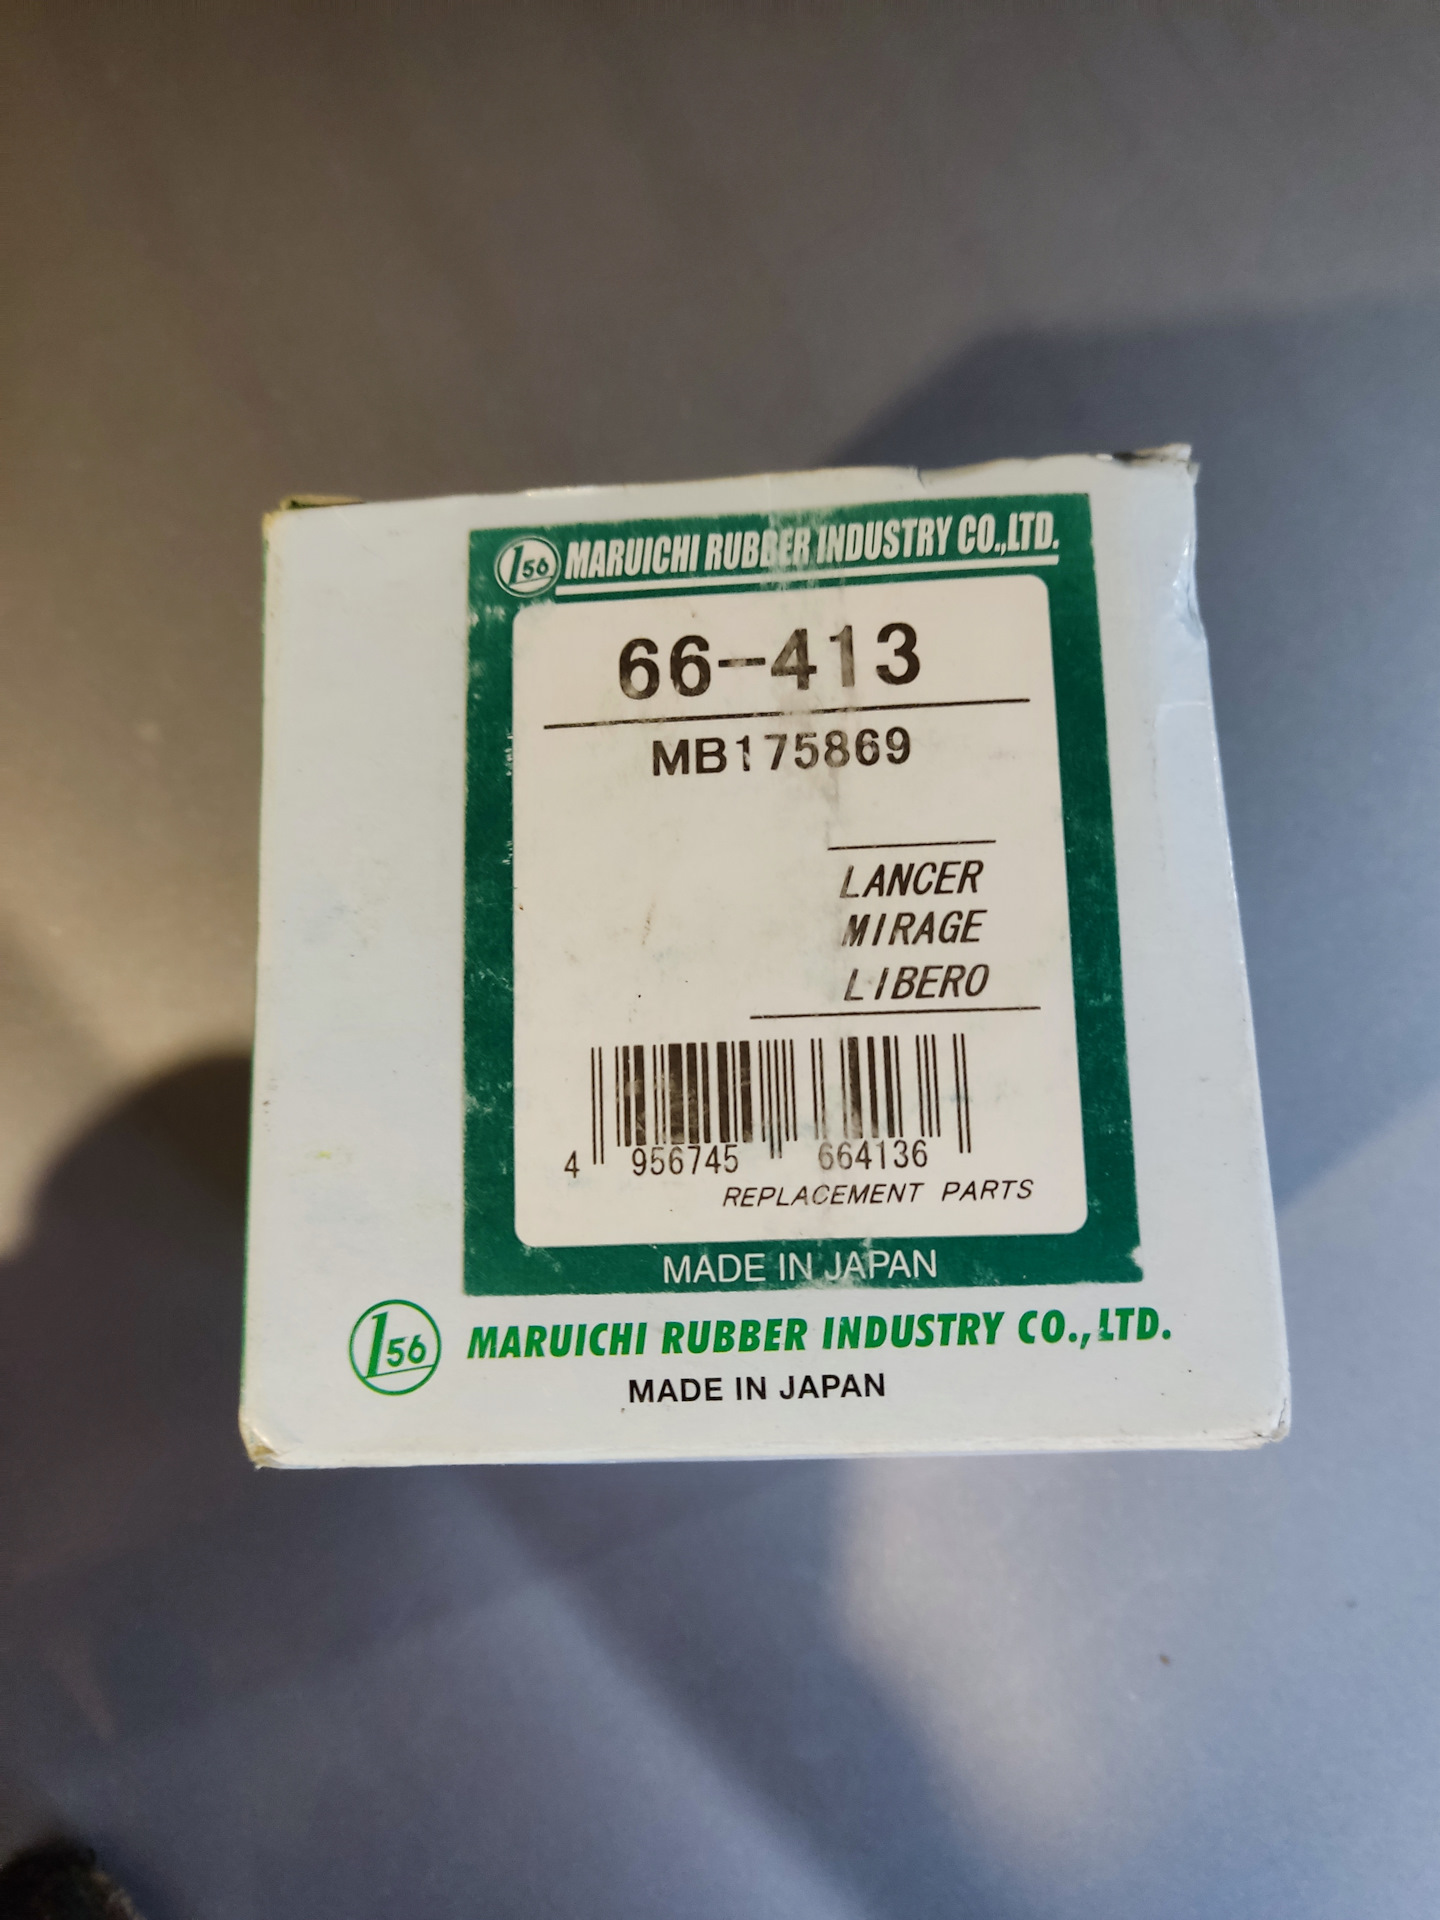 156 MARUICHI RUBBER INDUSTRY CO.,LTD.
66-413
MB175869
LANCER
MIRAGE
LIBERO
4 956745 664136
REPLACEMENT PARTS
MADE IN JAPAN
156 MARUICHI RUBBER INDUSTRY CO., LTD.
MADE IN JAPAN